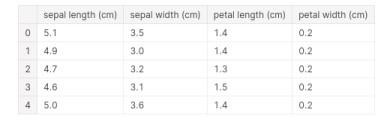 sepal length (cm) sepal width (cm) petal length (cm) petal width (cm)
0 5.1 3.5 1.4 0.2
1 4.9 3.0 1.4 0.2
2 4.7 3.2 1.3 0.2
3 4.6 3.1 1.5 0.2
4 5.0 3.6 1.4 0.2